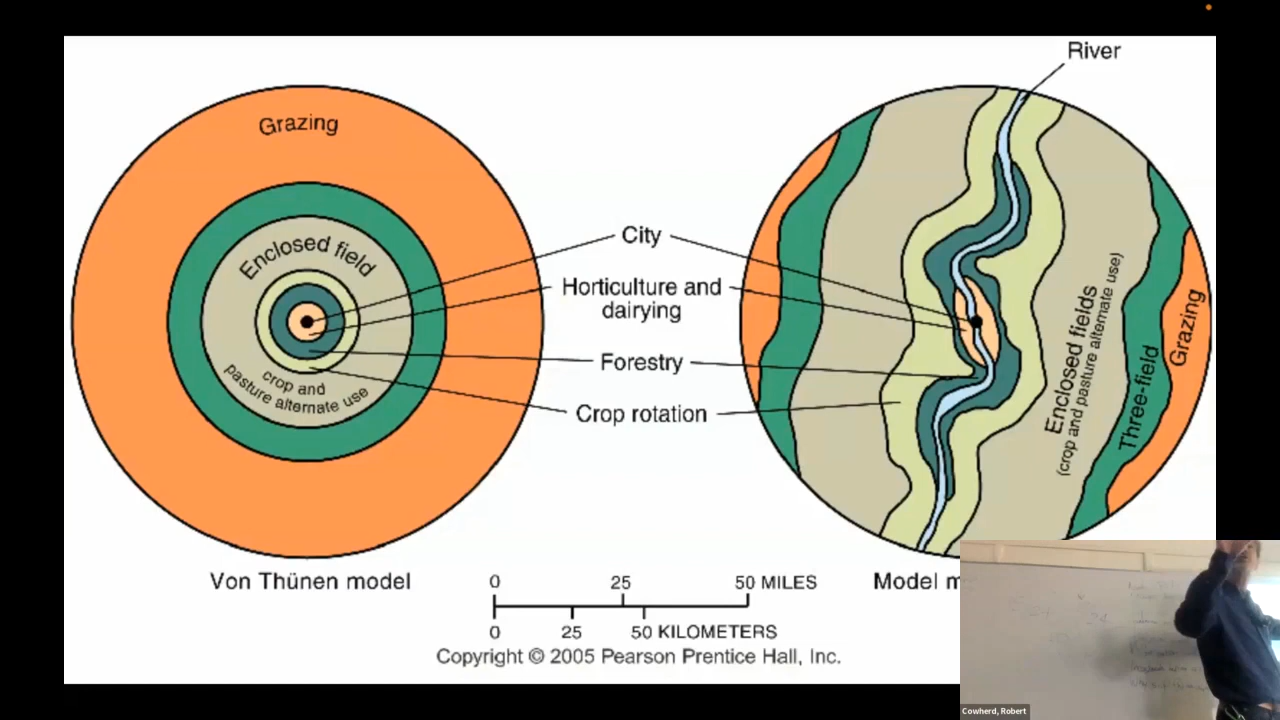 River
Grazing
Enclosed field
crop and
pasture alternate use
City
Horticulture and
dairying
Forestry
Crop rotation
Enclosed fields
(crop and pasture alternate use)
Three-field
Grazing
Von Thünen model
0 25 50 MILES
0 25 50 KILOMETERS
Model
Copyright © 2005 Pearson Prentice Hall, Inc.
Cowherd, Robert